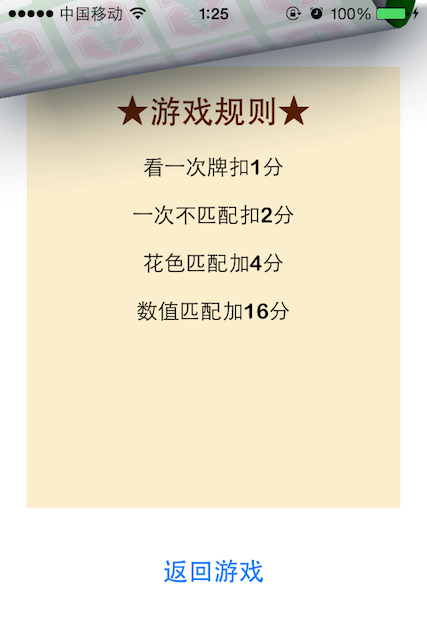 中国移动 1:25 100%
★游戏规则★
看一次牌扣1分
一次不匹配扣2分
花色匹配加4分
数值匹配加16分
返回游戏